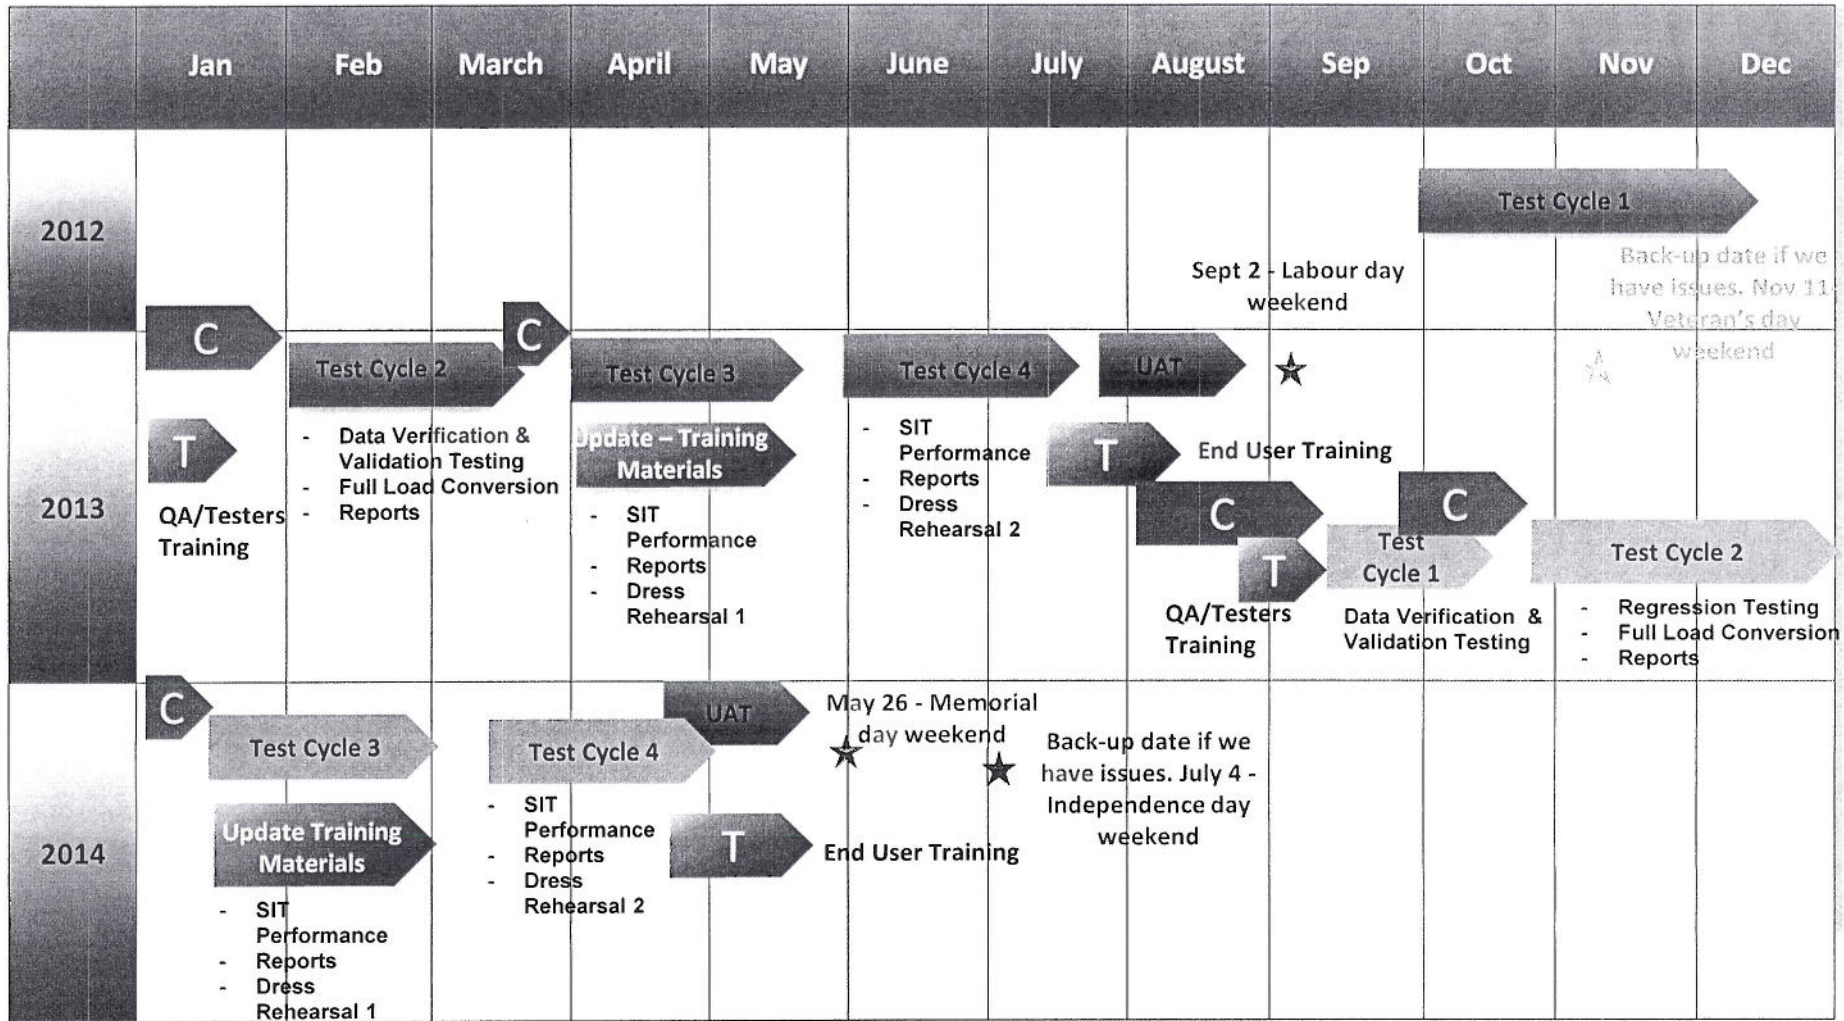 Jan Feb March April May June July August Sep Oct Nov Dec
2012
Test Cycle 1
Sept 2 - Labour day
weekend
Back-up date if we
have issues. Nov 11-
Veteran's day
weekend
2013
C
Test Cycle 2
C
Test Cycle 3
Test Cycle 4
UAT
T
QA/Testers
Training
- Data Verification &
Validation Testing
- Full Load Conversion
- Reports
Update – Training
Materials
- SIT
Performance
- Reports
- Dress
Rehearsal 1
- SIT
Performance
- Reports
- Dress
Rehearsal 2
T
End User Training
C
C
T
QA/Testers
Training
Test
Cycle 1
Data Verification &
Validation Testing
Test Cycle 2
- Regression Testing
- Full Load Conversion
- Reports
2014
C
Test Cycle 3
Update Training
Materials
- SIT
Performance
- Reports
- Dress
Rehearsal 1
Test Cycle 4
- SIT
Performance
- Reports
- Dress
Rehearsal 2
UAT
T
End User Training
May 26 - Memorial
day weekend
Back-up date if we
have issues. July 4 -
Independence day
weekend